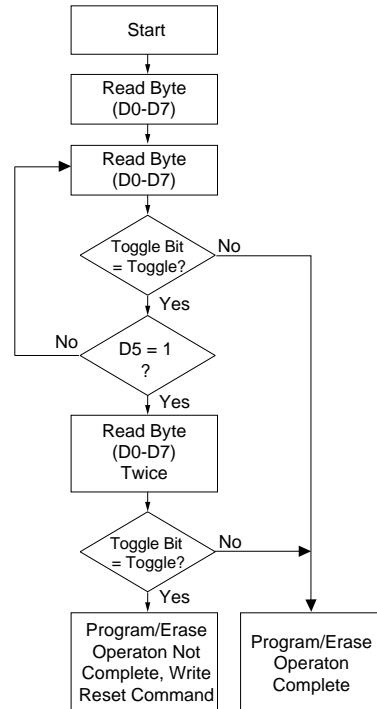 Start
Read Byte
(D0-D7)
Read Byte
(D0-D7)
Toggle Bit
= Toggle?
No
Yes
No
D5 = 1
?
Yes
Read Byte
(D0-D7)
Twice
Toggle Bit
= Toggle?
No
Yes
Program/Erase
Operaton Not
Complete, Write
Reset Command
Program/Erase
Operaton
Complete